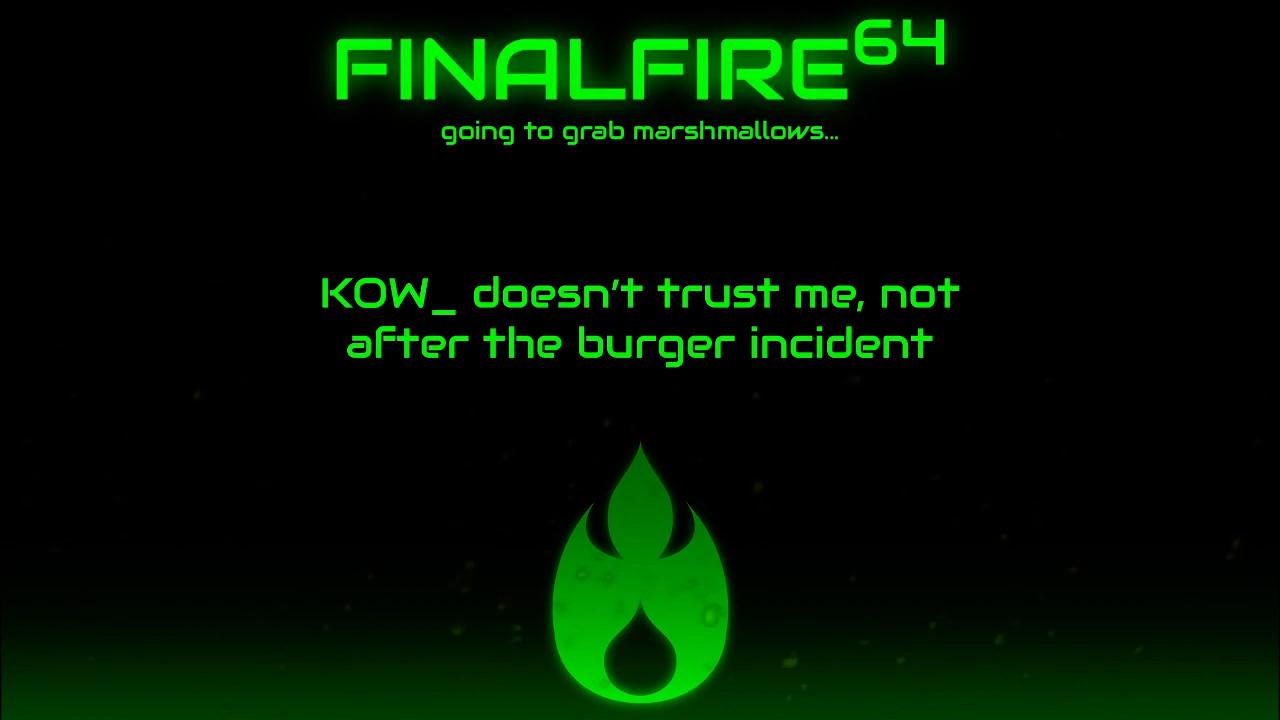 FINALFIRE64
going to grab marshmallows...
KOW_ doesn't trust me, not
after the burger incident